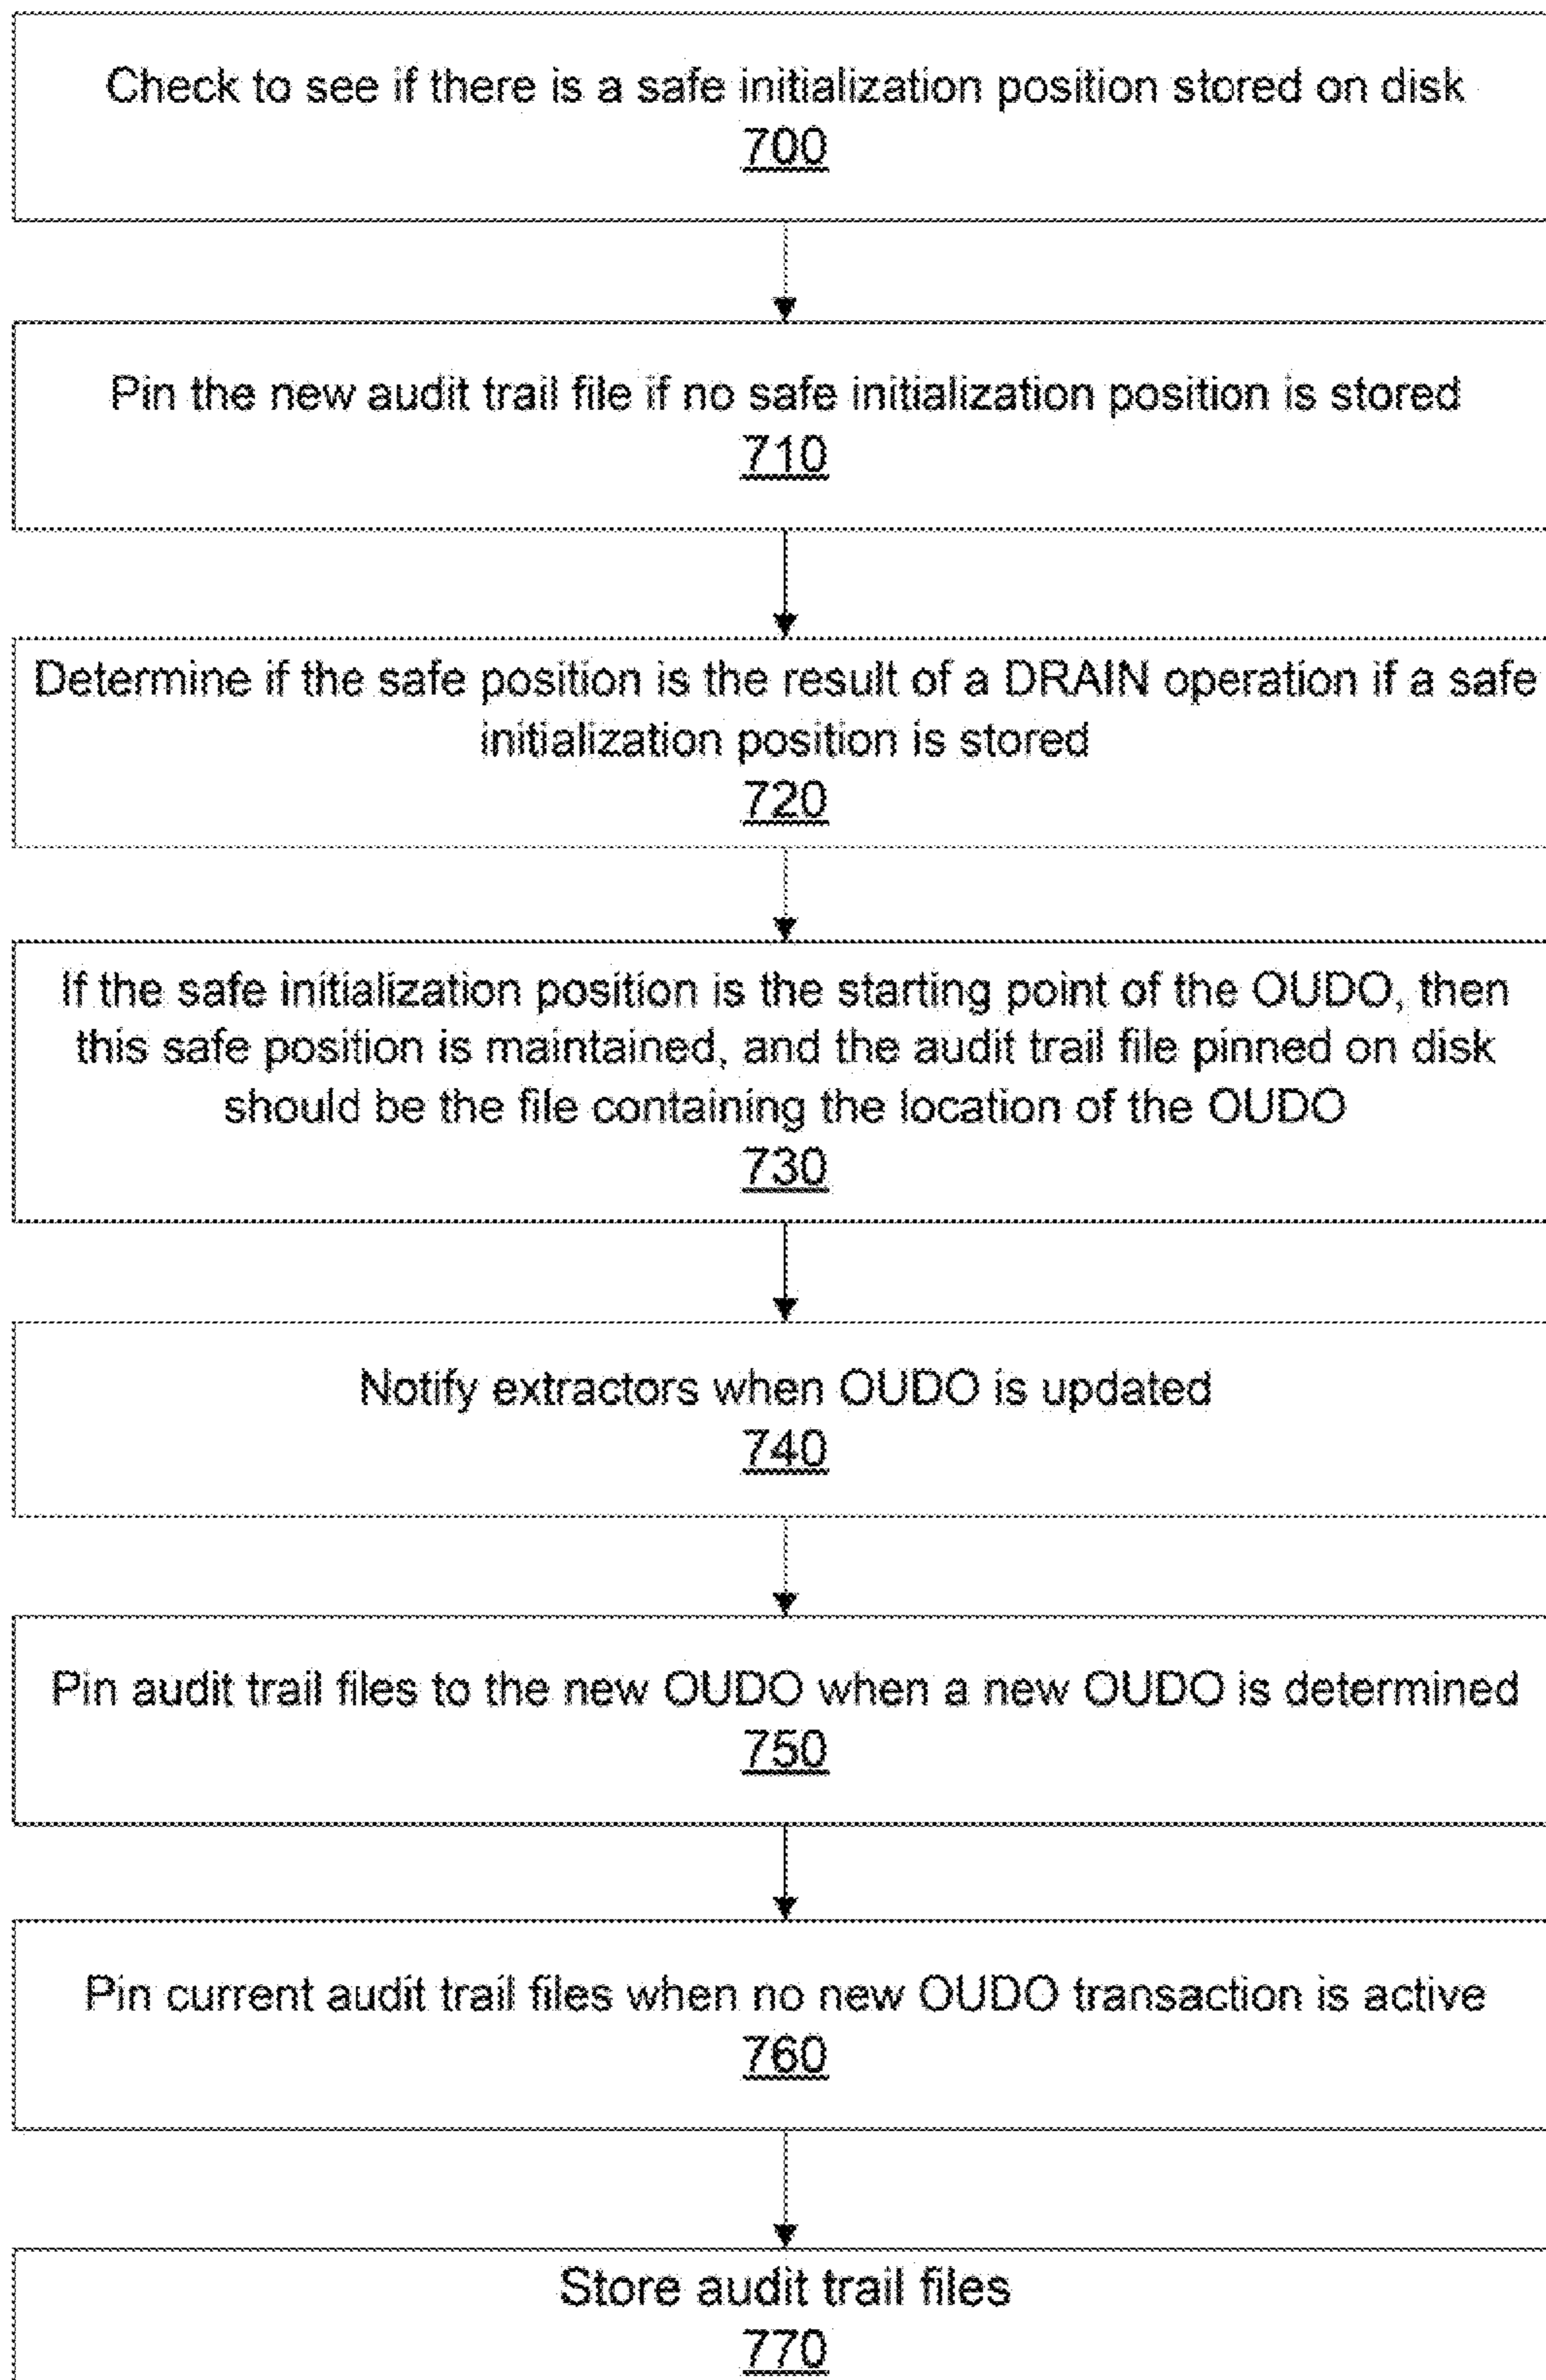 Check to see if there is a safe initialization position stored on disk
700
Pin the new audit trail file if no safe initialization position is stored
710
Determine if the safe position is the result of a DRAIN operation if a safe
initialization position is stored
720
If the safe initialization position is the starting point of the OUDO, then
this safe position is maintained, and the audit trail file pinned on disk
should be the file containing the location of the OUDO
730
Notify extractors when OUDO is updated
740
Pin audit trail files to the new OUDO when a new OUDO is determined
750
Pin current audit trail files when no new OUDO transaction is active
760
Store audit trail files
770